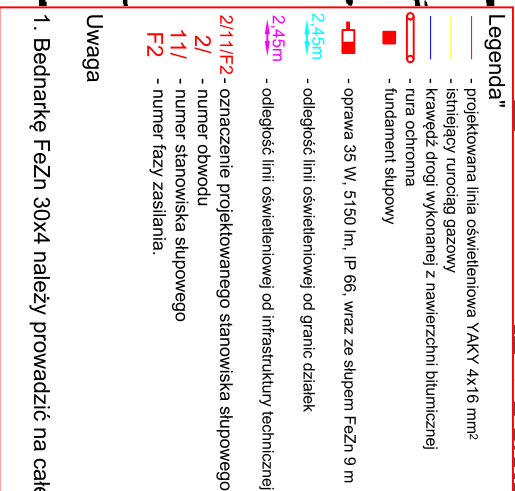 Legenda"
- projektowana linia oświetleniowa YAKY 4x16 mm²
- istniejący rurociąg gazowy
- krawędź drogi wykonanej z nawierzchni bitumicznej
- rura ochronna
- fundament słupowy
- oprawa 35 W, 5150 lm, IP 66, wraz ze słupem FeZn 9 m
2,45m - odległość linii oświetleniowej od granic działek
2,45m - odległość linii oświetleniowej od infrastruktury technicznej
2/11/F2 - oznaczenie projektowanego stanowiska słupowego
2/ - numer obwodu
11/ - numer stanowiska słupowego
F2 - numer fazy zasilania.
Uwaga
1. Bednarkę FeZn 30x4 należy prowadzić na całe